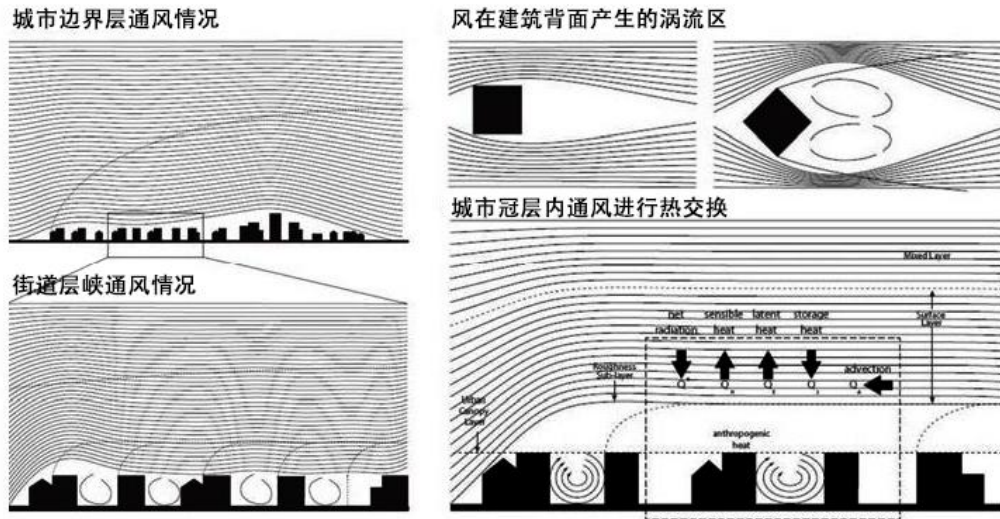 城市边界层通风情况
街道层峡通风情况
风在建筑背面产生的涡流区
城市冠层内通风进行热交换
Mixed Layer
Surface
Layer
net
radiation
sensible
heat
latent
heat
storage
heat
advection
Roughness
Sub-layer
Urban
Canopy
Layer
anthropogenic
heat